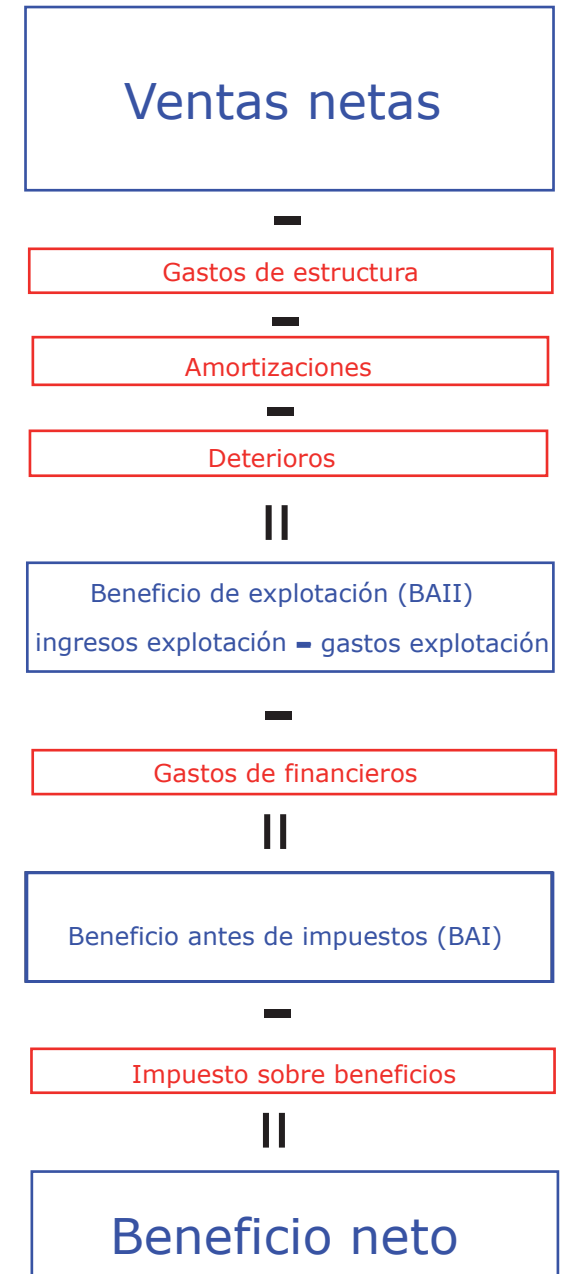 Ventas netas
-
Gastos de estructura
-
Amortizaciones
-
Deterioros
=
Beneficio de explotación (BAII)
ingresos explotación - gastos explotación
-
Gastos de financieros
=
Beneficio antes de impuestos (BAI)
-
Impuesto sobre beneficios
=
Beneficio neto